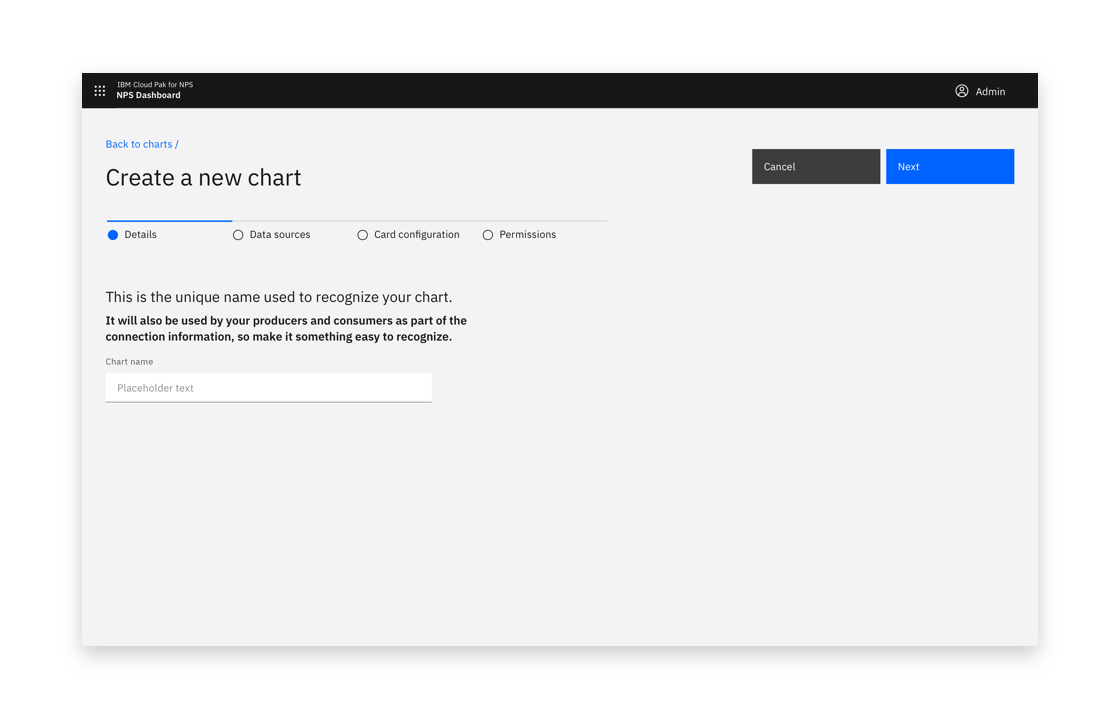 IBM Cloud Pak for NPS
NPS Dashboard
Admin
Back to charts /
Create a new chart
Cancel
Next
Details
Data sources
Card configuration
Permissions
This is the unique name used to recognize your chart.
It will also be used by your producers and consumers as part of the
connection information, so make it something easy to recognize.
Chart name
Placeholder text